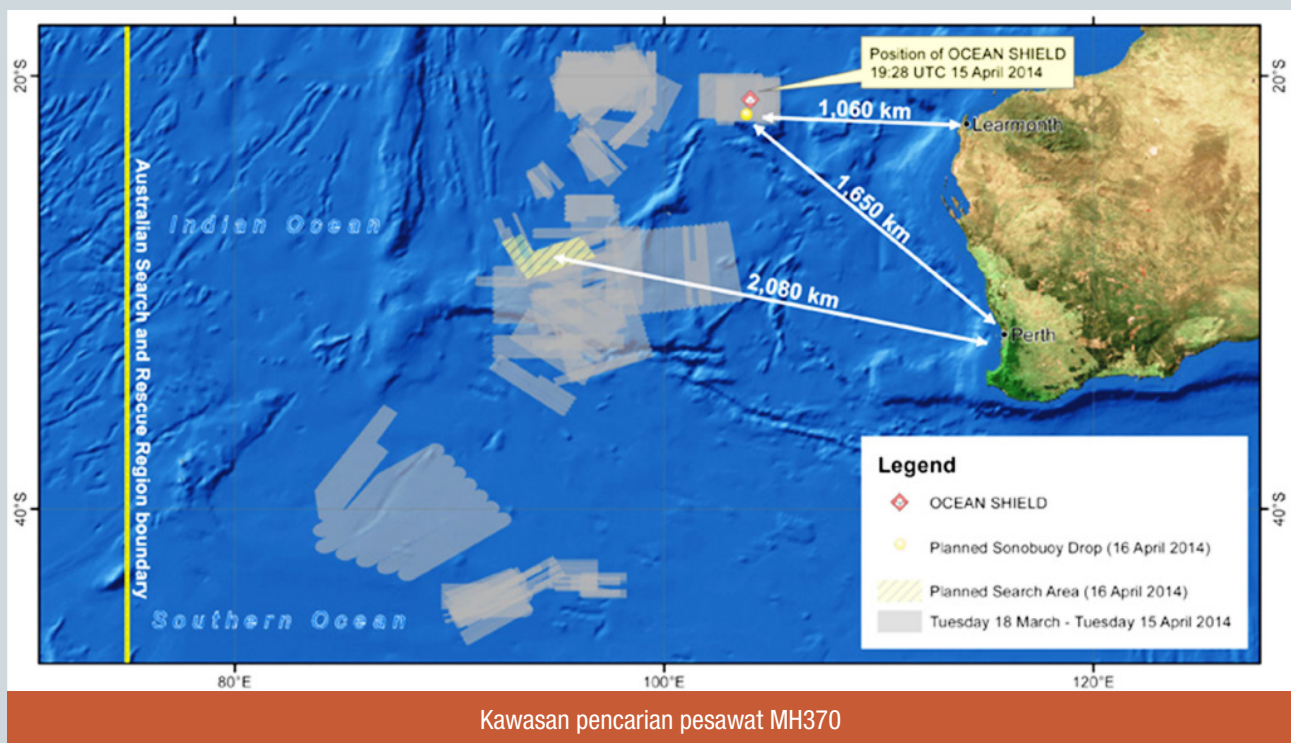 Position of OCEAN SHIELD
19:28 UTC 15 April 2014
20°S
20°S
1,060 km
Learmonth
Australian Search and Rescue Region boundary
Indian Ocean
1,650 km
2,080 km
Perth
Legend
OCEAN SHIELD
Planned Sonobuoy Drop (16 April 2014)
Planned Search Area (16 April 2014)
Tuesday 18 March - Tuesday 15 April 2014
40°S
40°S
Southern Ocean
80°E
100°E
120°E
Kawasan pencarian pesawat MH370